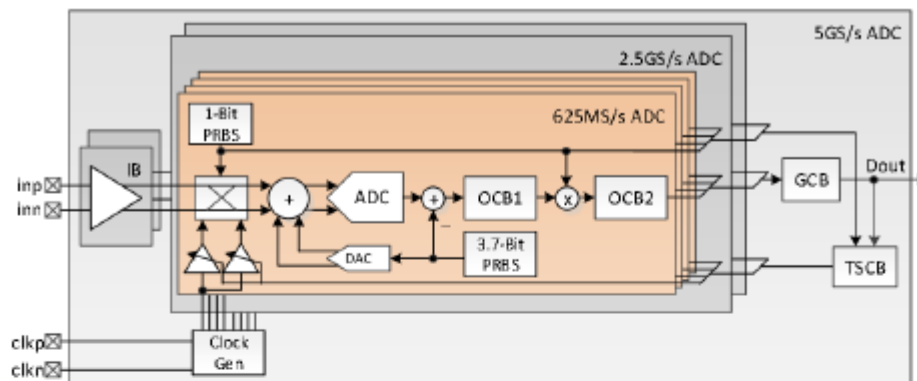 5GS/s ADC
2.5GS/s ADC
625MS/s ADC
1-Bit
PRBS
IB
inp
inn
+
ADC
+
−
OCB1
x
OCB2
GCB
Dout
DAC
3.7-Bit
PRBS
TSCB
clkp
clkn
Clock
Gen